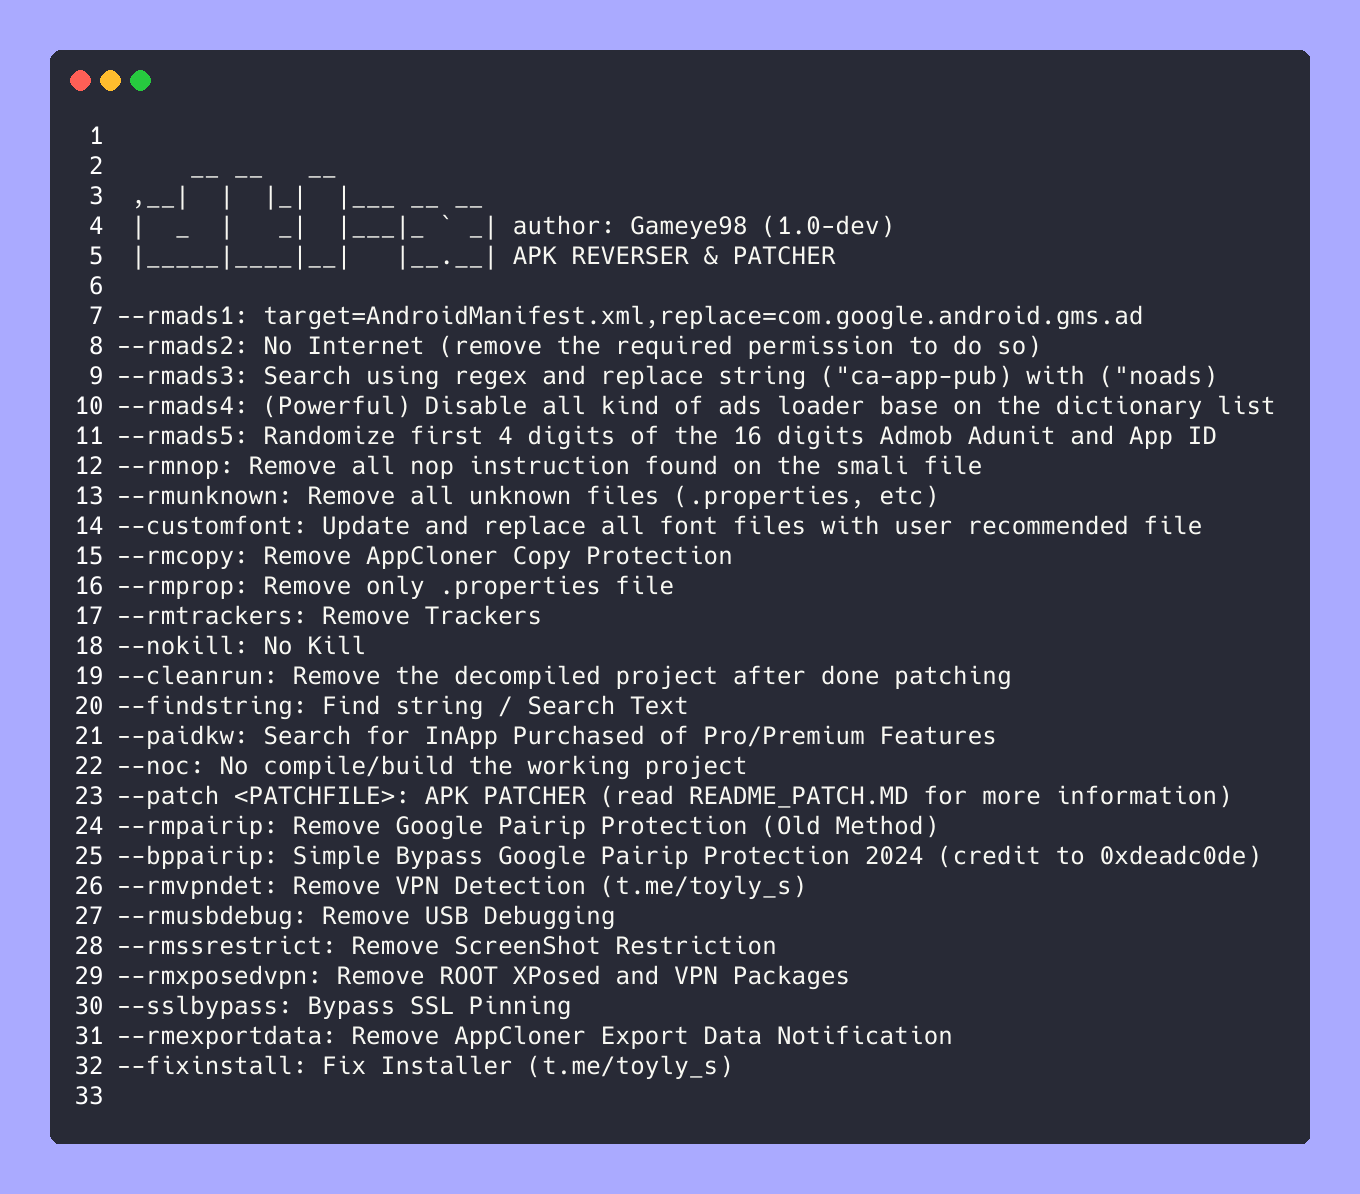 1
2      __ __   __
3  ,__|  |  |_|  |___ __ __
4  |  _  |   _|  |___|_ ` _| author: Gameye98 (1.0-dev)
5  |_____|____|__|   |__.__| APK REVERSER & PATCHER
6
7 --rmads1: target=AndroidManifest.xml,replace=com.google.android.gms.ad
8 --rmads2: No Internet (remove the required permission to do so)
9 --rmads3: Search using regex and replace string ("ca-app-pub) with ("noads)
10 --rmads4: (Powerful) Disable all kind of ads loader base on the dictionary list
11 --rmads5: Randomize first 4 digits of the 16 digits Admob Adunit and App ID
12 --rmnop: Remove all nop instruction found on the smali file
13 --rmunknown: Remove all unknown files (.properties, etc)
14 --customfont: Update and replace all font files with user recommended file
15 --rmcopy: Remove AppCloner Copy Protection
16 --rmprop: Remove only .properties file
17 --rmtrackers: Remove Trackers
18 --nokill: No Kill
19 --cleanrun: Remove the decompiled project after done patching
20 --findstring: Find string / Search Text
21 --paidkw: Search for InApp Purchased of Pro/Premium Features
22 --noc: No compile/build the working project
23 --patch <PATCHFILE>: APK PATCHER (read README_PATCH.MD for more information)
24 --rmpairip: Remove Google Pairip Protection (Old Method)
25 --bppairip: Simple Bypass Google Pairip Protection 2024 (credit to 0xdeadc0de)
26 --rmvpndet: Remove VPN Detection (t.me/toyly_s)
27 --rmusbdebug: Remove USB Debugging
28 --rmssrestrict: Remove ScreenShot Restriction
29 --rmxposedvpn: Remove ROOT XPosed and VPN Packages
30 --sslbypass: Bypass SSL Pinning
31 --rmexportdata: Remove AppCloner Export Data Notification
32 --fixinstall: Fix Installer (t.me/toyly_s)
33